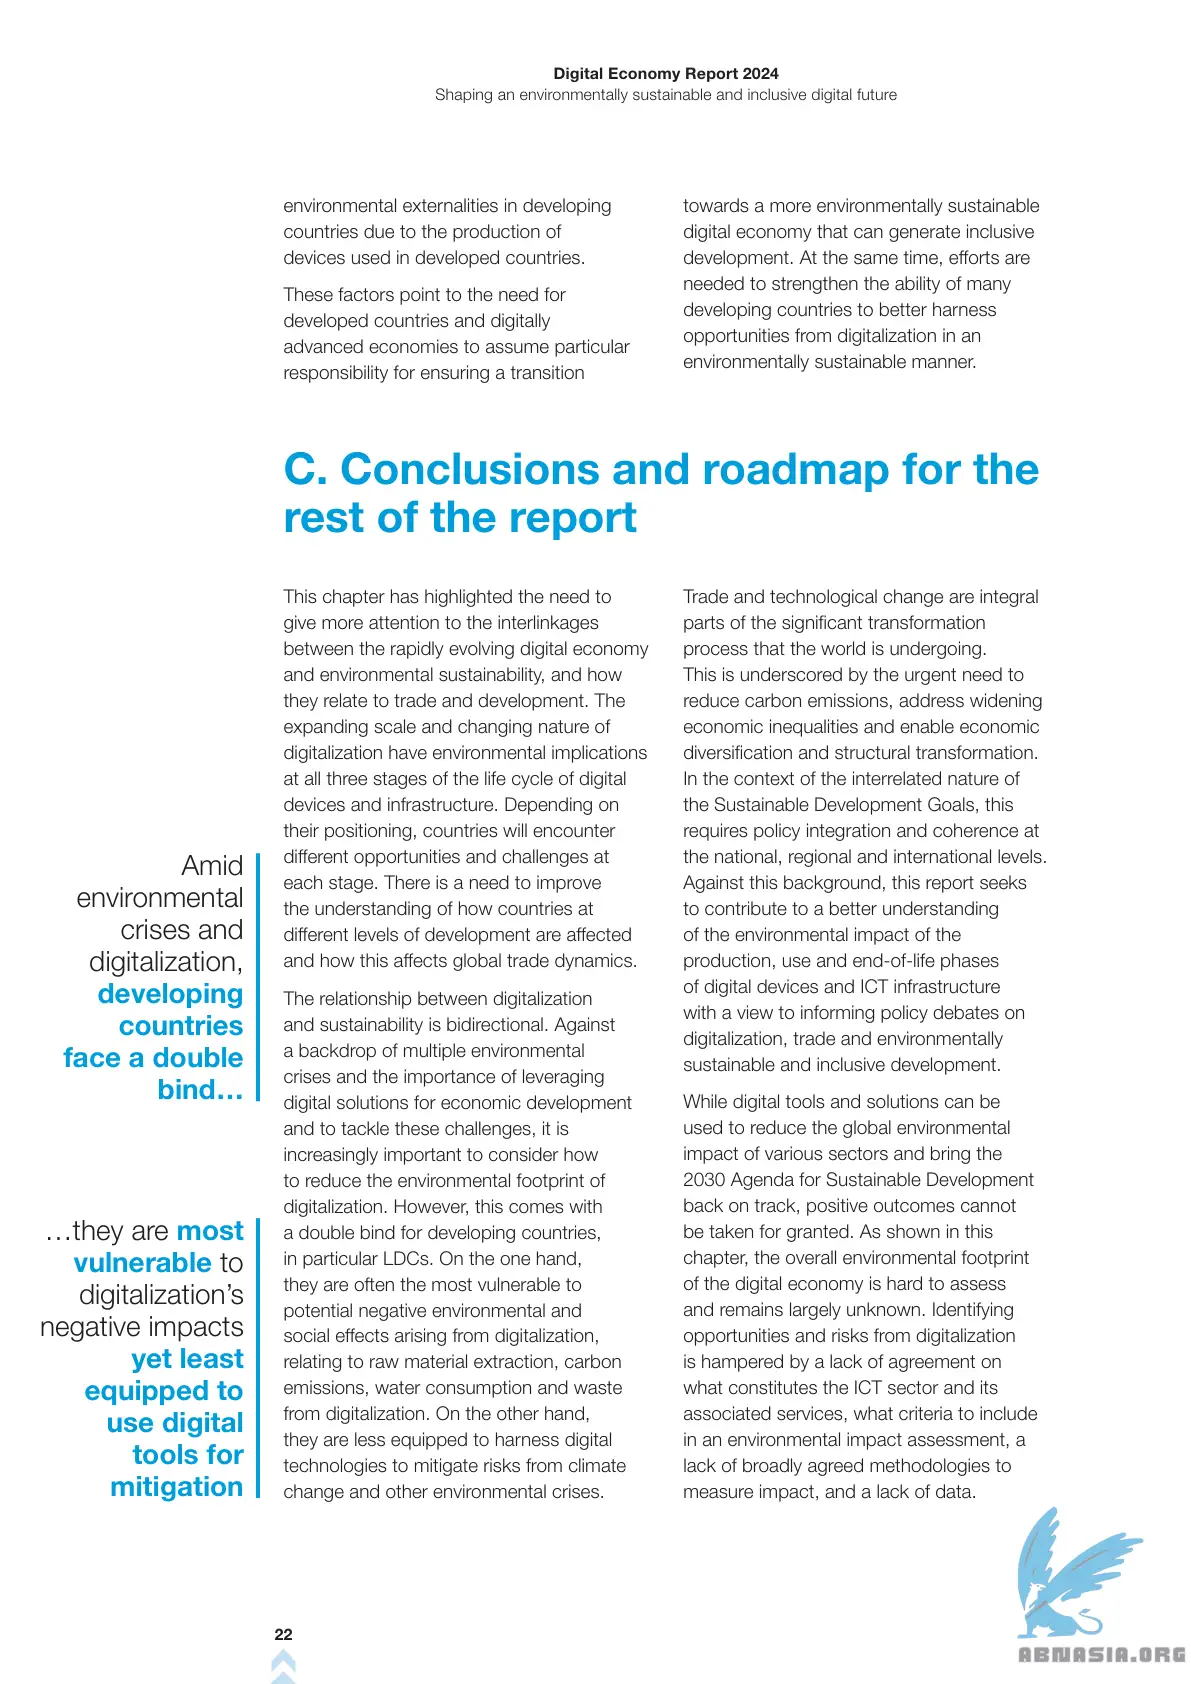 Digital Economy Report 2024
Shaping an environmentally sustainable and inclusive digital future
environmental externalities in developing
countries due to the production of
devices used in developed countries.
These factors point to the need for
developed countries and digitally
advanced economies to assume particular
responsibility for ensuring a transition
towards a more environmentally sustainable
digital economy that can generate inclusive
development. At the same time, efforts are
needed to strengthen the ability of many
developing countries to better harness
opportunities from digitalization in an
environmentally sustainable manner.
C. Conclusions and roadmap for the
rest of the report
This chapter has highlighted the need to
give more attention to the interlinkages
between the rapidly evolving digital economy
and environmental sustainability, and how
they relate to trade and development. The
expanding scale and changing nature of
digitalization have environmental implications
at all three stages of the life cycle of digital
devices and infrastructure. Depending on
their positioning, countries will encounter
different opportunities and challenges at
each stage. There is a need to improve
the understanding of how countries at
different levels of development are affected
and how this affects global trade dynamics.
The relationship between digitalization
and sustainability is bidirectional. Against
a backdrop of multiple environmental
crises and the importance of leveraging
digital solutions for economic development
and to tackle these challenges, it is
increasingly important to consider how
to reduce the environmental footprint of
digitalization. However, this comes with
a double bind for developing countries,
in particular LDCs. On the one hand,
they are often the most vulnerable to
potential negative environmental and
social effects arising from digitalization,
relating to raw material extraction, carbon
emissions, water consumption and waste
from digitalization. On the other hand,
they are less equipped to harness digital
technologies to mitigate risks from climate
change and other environmental crises.
Trade and technological change are integral
parts of the significant transformation
process that the world is undergoing.
This is underscored by the urgent need to
reduce carbon emissions, address widening
economic inequalities and enable economic
diversification and structural transformation.
In the context of the interrelated nature of
the Sustainable Development Goals, this
requires policy integration and coherence at
the national, regional and international levels.
Against this background, this report seeks
to contribute to a better understanding
of the environmental impact of the
production, use and end-of-life phases
of digital devices and ICT infrastructure
with a view to informing policy debates on
digitalization, trade and environmentally
sustainable and inclusive development.
While digital tools and solutions can be
used to reduce the global environmental
impact of various sectors and bring the
2030 Agenda for Sustainable Development
back on track, positive outcomes cannot
be taken for granted. As shown in this
chapter, the overall environmental footprint
of the digital economy is hard to assess
and remains largely unknown. Identifying
opportunities and risks from digitalization
is hampered by a lack of agreement on
what constitutes the ICT sector and its
associated services, what criteria to include
in an environmental impact assessment, a
lack of broadly agreed methodologies to
measure impact, and a lack of data.
Amid
environmental
crises and
digitalization,
developing
countries
face a double
bind…
…they are most
vulnerable to
digitalization’s
negative impacts
yet least
equipped to
use digital
tools for
mitigation
22
ABNASIA.ORG